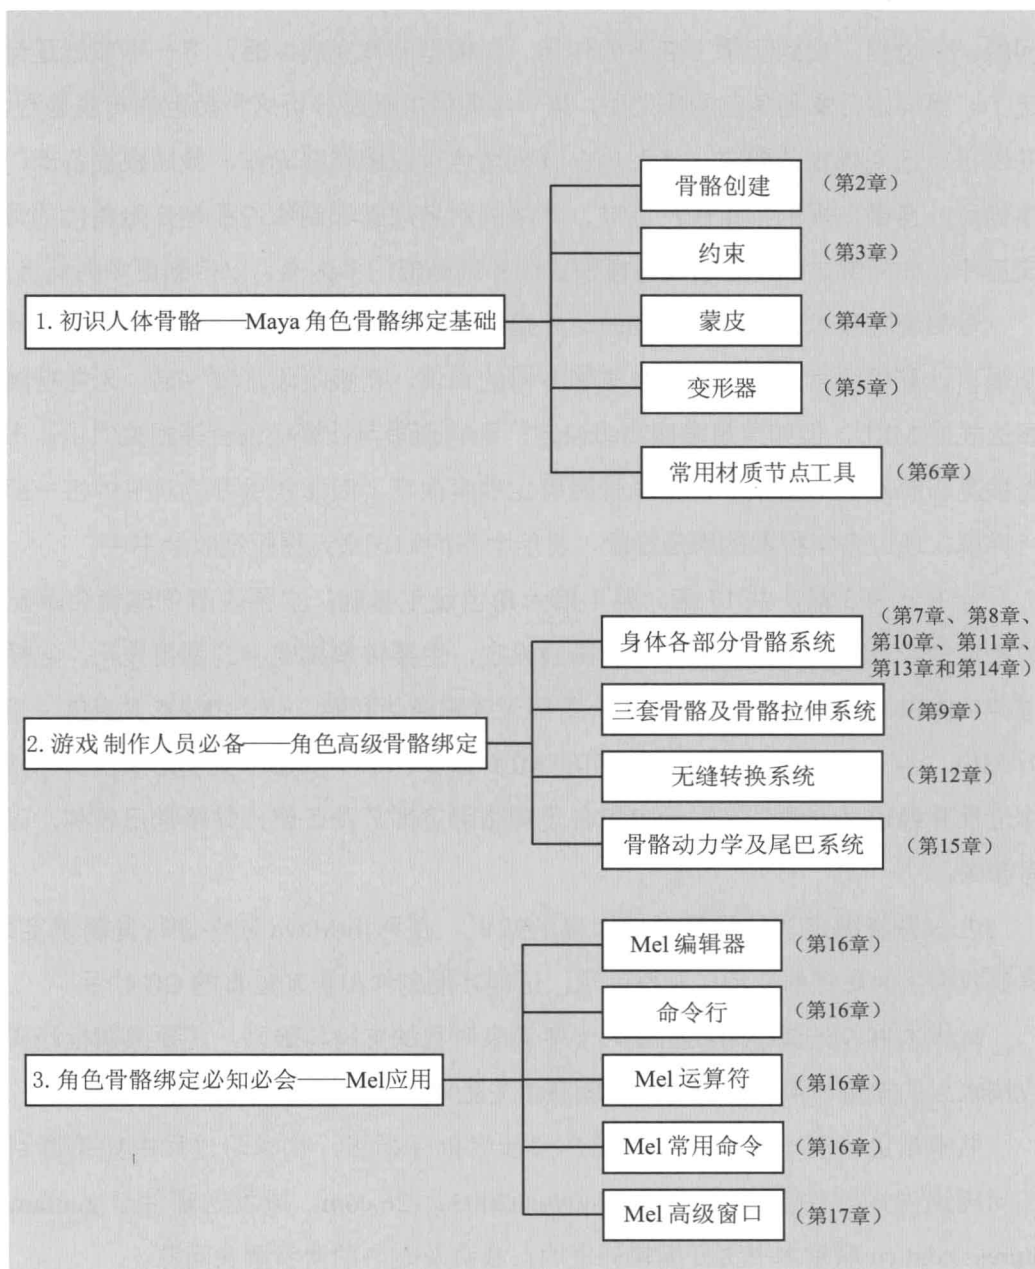 骨骼创建 (第2章)
约束 (第3章)
1. 初识人体骨骼——Maya 角色骨骼绑定基础
蒙皮 (第4章)
变形器 (第5章)
常用材质节点工具 (第6章)
身体各部分骨骼系统
(第7章、第8章、
第10章、第11章、
第13章和第14章)
三套骨骼及骨骼拉伸系统 (第9章)
2. 游戏 制作人员必备——角色高级骨骼绑定
无缝转换系统 (第12章)
骨骼动力学及尾巴系统 (第15章)
Mel 编辑器 (第16章)
命令行 (第16章)
3. 角色骨骼绑定必知必会——Mel应用
Mel 运算符 (第16章)
Mel 常用命令 (第16章)
Mel 高级窗口 (第17章)